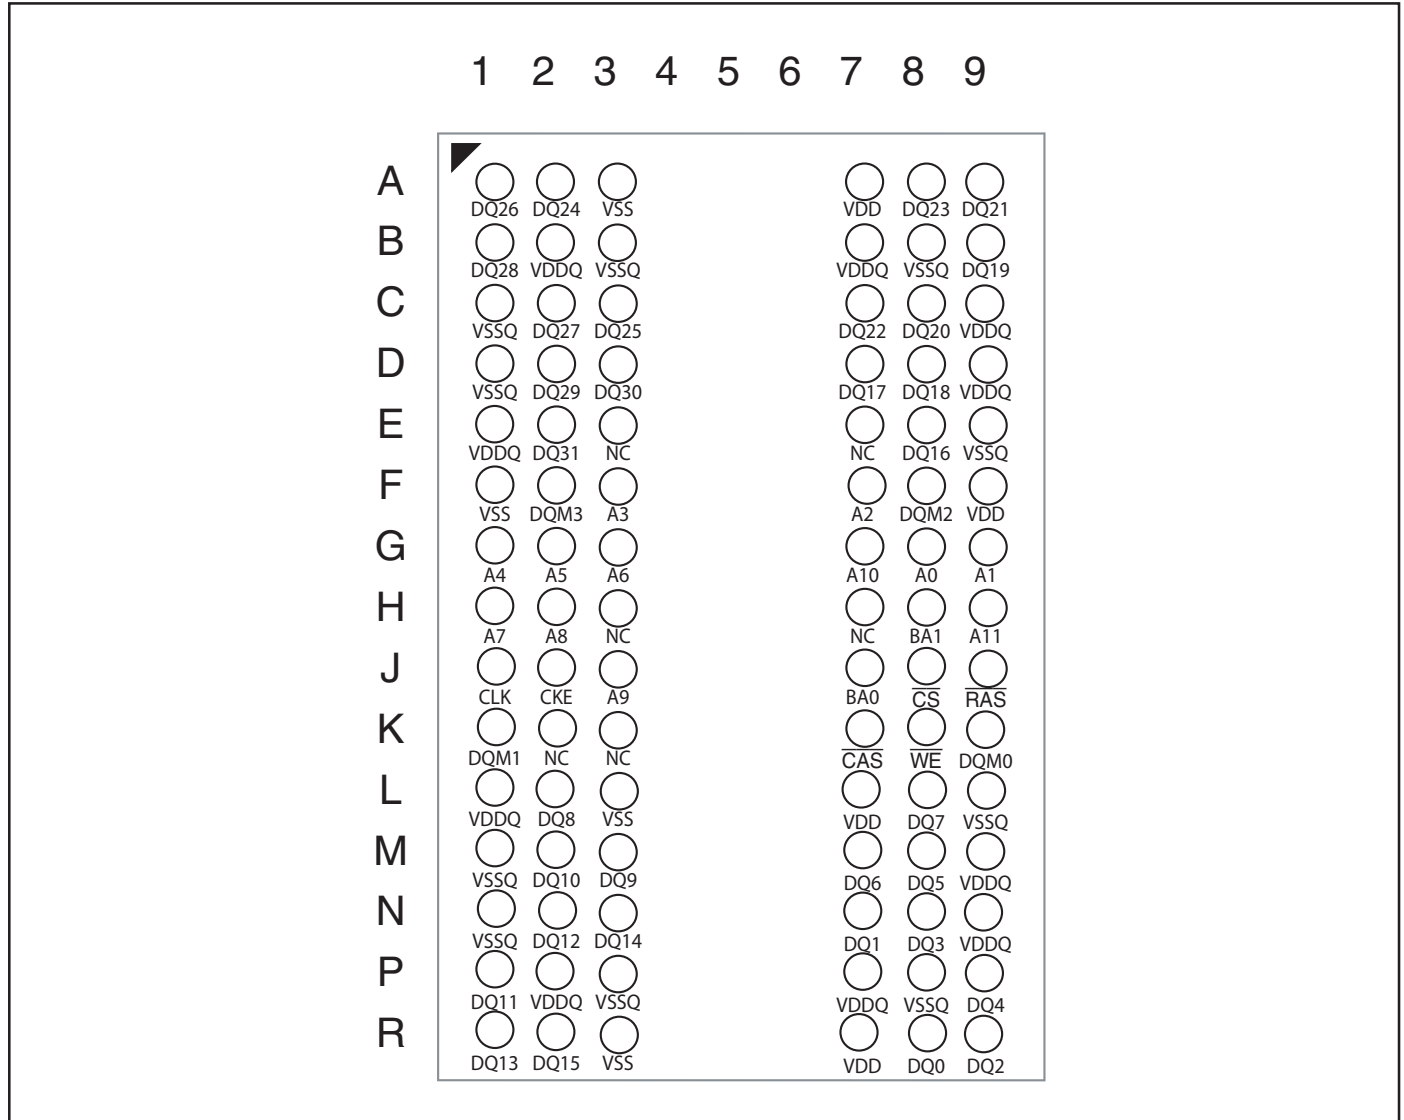 1 2 3 4 5 6 7 8 9
A
DQ26 DQ24 VSS VDD DQ23 DQ21
B
DQ28 VDDQ VSSQ VDDQ VSSQ DQ19
C
VSSQ DQ27 DQ25 DQ22 DQ20 VDDQ
D
VSSQ DQ29 DQ30 DQ17 DQ18 VDDQ
E
VDDQ DQ31 NC NC DQ16 VSSQ
F
VSS DQM3 A3 A2 DQM2 VDD
G
A4 A5 A6 A10 A0 A1
H
A7 A8 NC NC BA1 A11
J
CLK CKE A9 BA0 C̅S̅ R̅A̅S̅
K
DQM1 NC NC C̅A̅S̅ W̅E̅ DQM0
L
VDDQ DQ8 VSS VDD DQ7 VSSQ
M
VSSQ DQ10 DQ9 DQ6 DQ5 VDDQ
N
VSSQ DQ12 DQ14 DQ1 DQ3 VDDQ
P
DQ11 VDDQ VSSQ VDDQ VSSQ DQ4
R
DQ13 DQ15 VSS VDD DQ0 DQ2